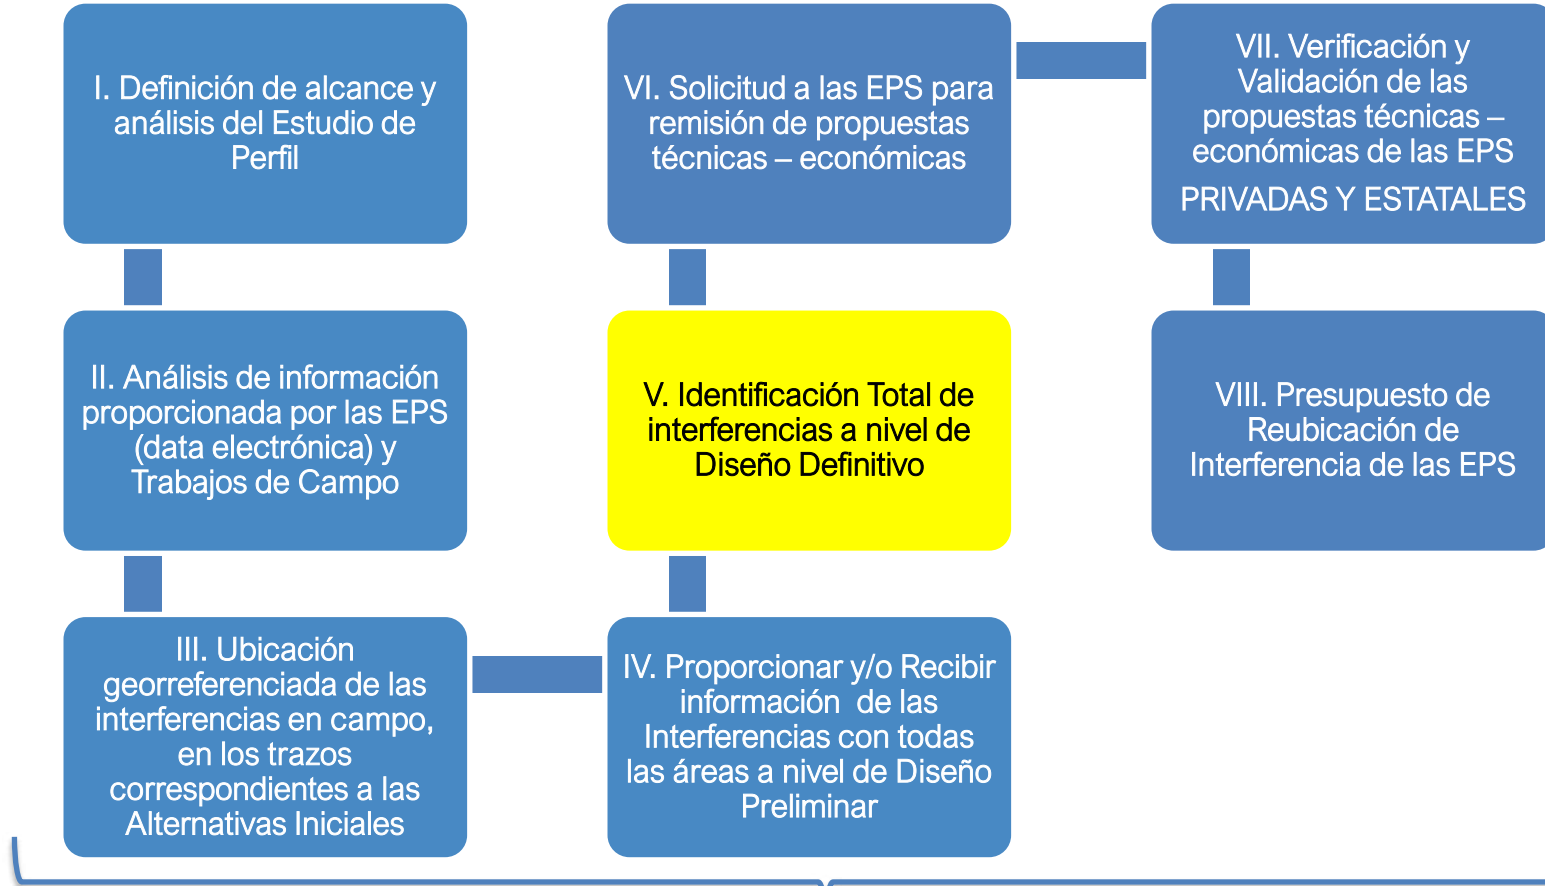 I. Definición de alcance y
análisis del Estudio de
Perfil
II. Análisis de información
proporcionada por las EPS
(data electrónica) y
Trabajos de Campo
III. Ubicación
georreferenciada de las
interferencias en campo,
en los trazos
correspondientes a las
Alternativas Iniciales
IV. Proporcionar y/o Recibir
información de las
Interferencias con todas
las áreas a nivel de Diseño
Preliminar
V. Identificación Total de
interferencias a nivel de
Diseño Definitivo
VI. Solicitud a las EPS para
remisión de propuestas
técnicas – económicas
VII. Verificación y
Validación de las
propuestas técnicas –
económicas de las EPS
PRIVADAS Y ESTATALES
VIII. Presupuesto de
Reubicación de
Interferencia de las EPS